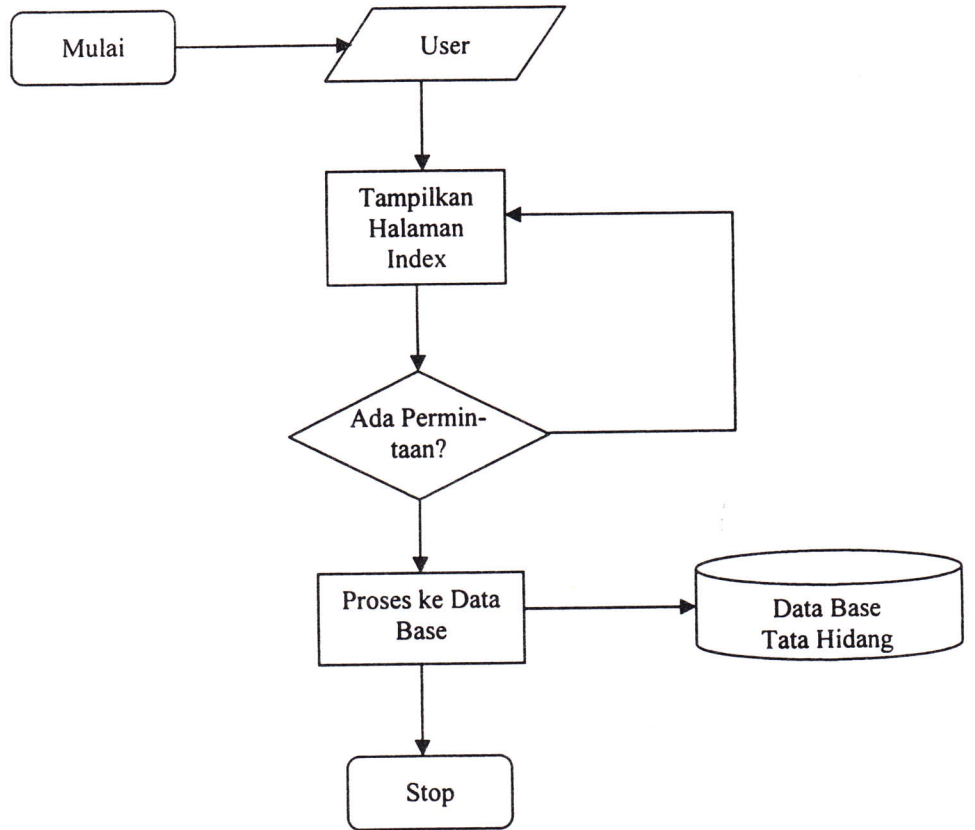 Mulai
User
Tampilkan
Halaman
Index
Ada Permin-
taan?
Proses ke Data
Base
Data Base
Tata Hidang
Stop